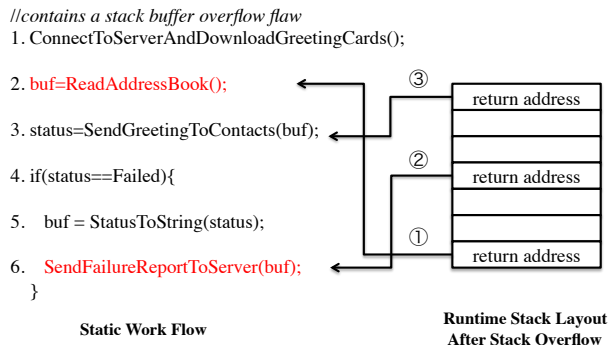 //contains a stack buffer overflow flaw
1. ConnectToServerAndDownloadGreetingCards();
2. buf=ReadAddressBook();
3. status=SendGreetingToContacts(buf);
4. if(status==Failed){
5. buf = StatusToString(status);
6. SendFailureReportToServer(buf);
}
Static Work Flow
③
return address
②
return address
①
return address
Runtime Stack Layout
After Stack Overflow